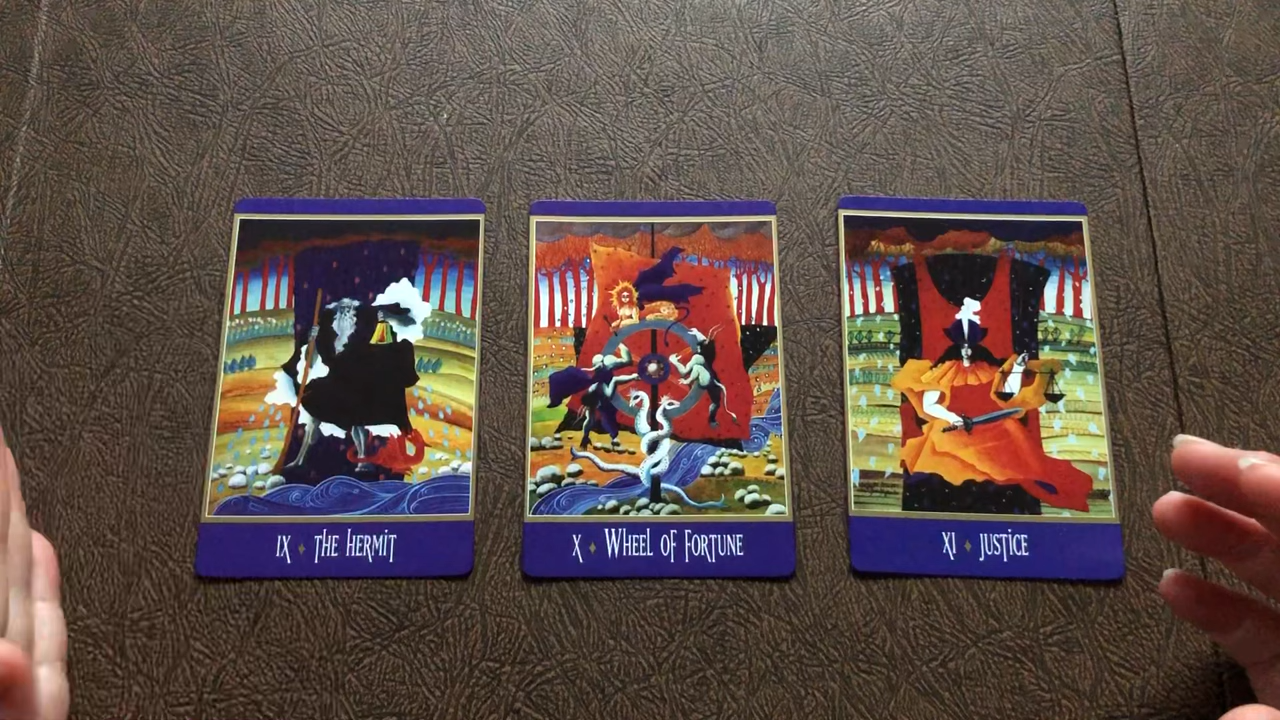 IX ♦ THE HERMIT
X ♦ WHEEL OF FORTUNE
XI ♦ JUSTICE